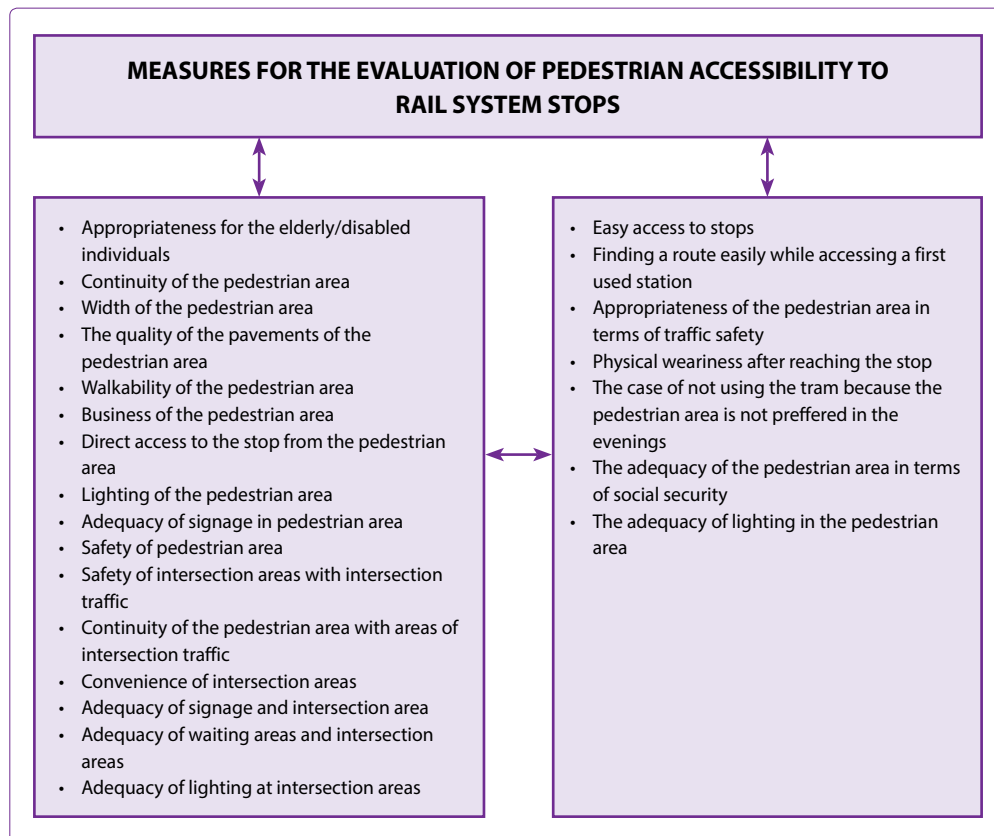 MEASURES FOR THE EVALUATION OF PEDESTRIAN ACCESSIBILITY TO
RAIL SYSTEM STOPS
• Appropriateness for the elderly/disabled
individuals
• Continuity of the pedestrian area
• Width of the pedestrian area
• The quality of the pavements of the
pedestrian area
• Walkability of the pedestrian area
• Business of the pedestrian area
• Direct access to the stop from the pedestrian
area
• Lighting of the pedestrian area
• Adequacy of signage in pedestrian area
• Safety of pedestrian area
• Safety of intersection areas with intersection
traffic
• Continuity of the pedestrian area with areas of
intersection traffic
• Convenience of intersection areas
• Adequacy of signage and intersection area
• Adequacy of waiting areas and intersection
areas
• Adequacy of lighting at intersection areas
• Easy access to stops
• Finding a route easily while accessing a first
used station
• Appropriateness of the pedestrian area in
terms of traffic safety
• Physical weariness after reaching the stop
• The case of not using the tram because the
pedestrian area is not preffered in the
evenings
• The adequacy of the pedestrian area in terms
of social security
• The adequacy of lighting in the pedestrian
area